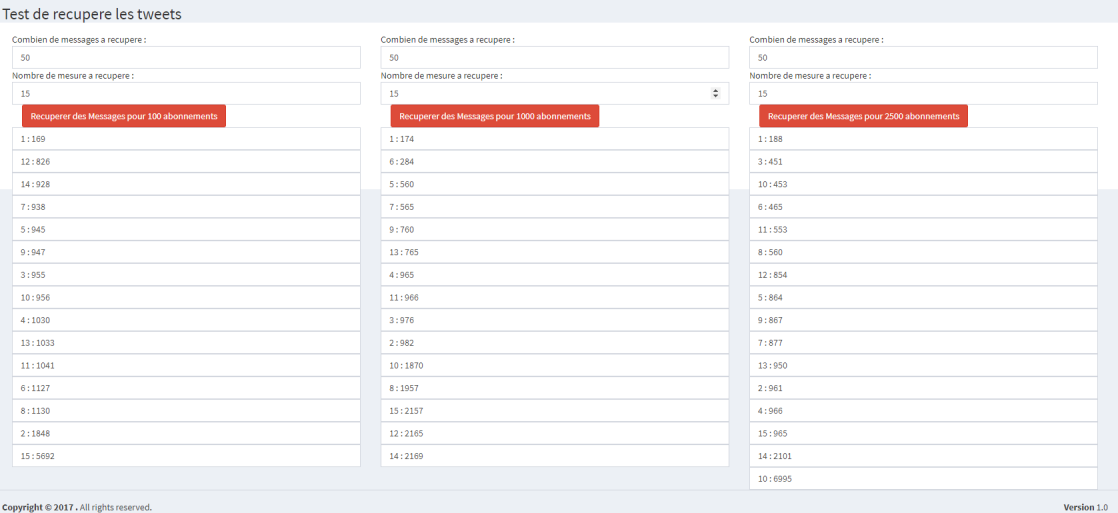 Test de recupere les tweets
Combien de messages a recupere :
50
Nombre de mesure a recupere :
15
Recuperer des Messages pour 100 abonnements
1 : 169
12 : 826
14 : 928
7 : 938
5 : 945
9 : 947
3 : 955
10 : 956
4 : 1030
13 : 1033
11 : 1041
6 : 1127
8 : 1130
2 : 1848
15 : 5692
Combien de messages a recupere :
50
Nombre de mesure a recupere :
15
Recuperer des Messages pour 1000 abonnements
1 : 174
6 : 284
5 : 560
7 : 565
9 : 760
13 : 765
4 : 965
11 : 966
3 : 976
2 : 982
10 : 1870
8 : 1957
15 : 2157
12 : 2165
14 : 2169
Combien de messages a recupere :
50
Nombre de mesure a recupere :
15
Recuperer des Messages pour 2500 abonnements
1 : 188
3 : 451
10 : 453
6 : 465
11 : 553
8 : 560
12 : 854
5 : 864
9 : 867
7 : 877
13 : 950
2 : 961
4 : 966
15 : 965
14 : 2101
10 : 6995
Copyright © 2017 . All rights reserved.
Version 1.0